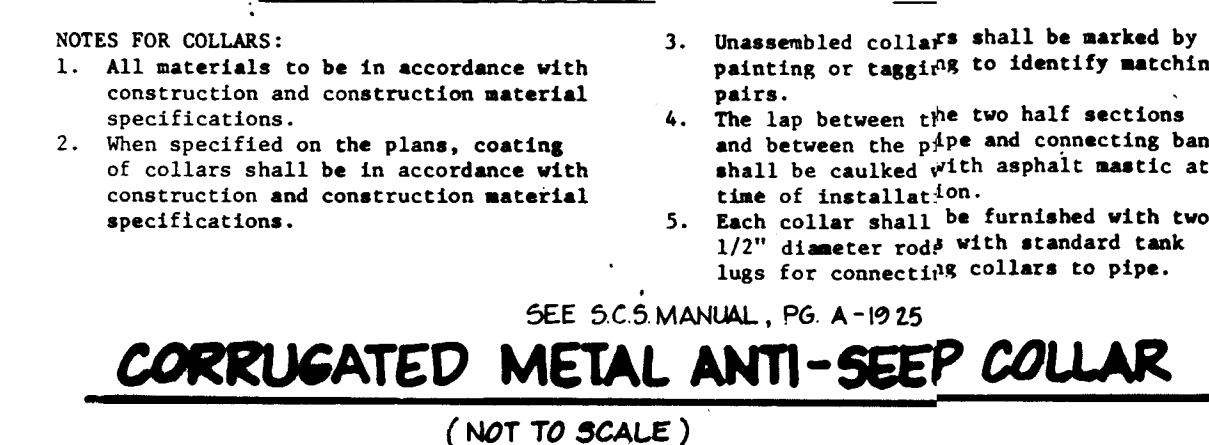 NOTES FOR COLLARS:
1. All materials to be in accordance with
construction and construction material
specifications.
2. When specified on the plans, coating
of collars shall be in accordance with
construction and construction material
specifications.
3. Unassembled collars shall be marked by
painting or tagging to identify matchin
pairs.
4. The lap between the two half sections
and between the pipe and connecting ban
shall be caulked with asphalt mastic at
time of installation.
5. Each collar shall be furnished with two
1/2" diameter rods with standard tank
lugs for connecting collars to pipe.
SEE S.C.S. MANUAL, PG. A-1925
CORRUGATED METAL ANTI-SEEP COLLAR
(NOT TO SCALE)